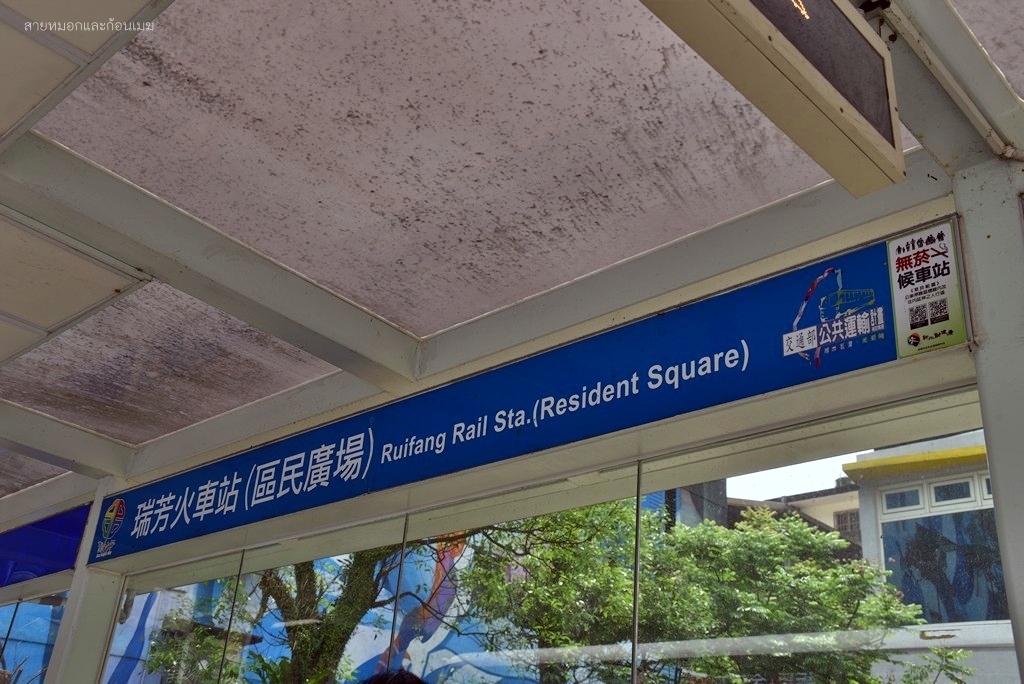 สายหมอกและก้อนเมฆ
瑞芳火車站(區民廣場) Ruifang Rail Sta.(Resident Square)
交通部 公共運輸計畫
無菸
候車站